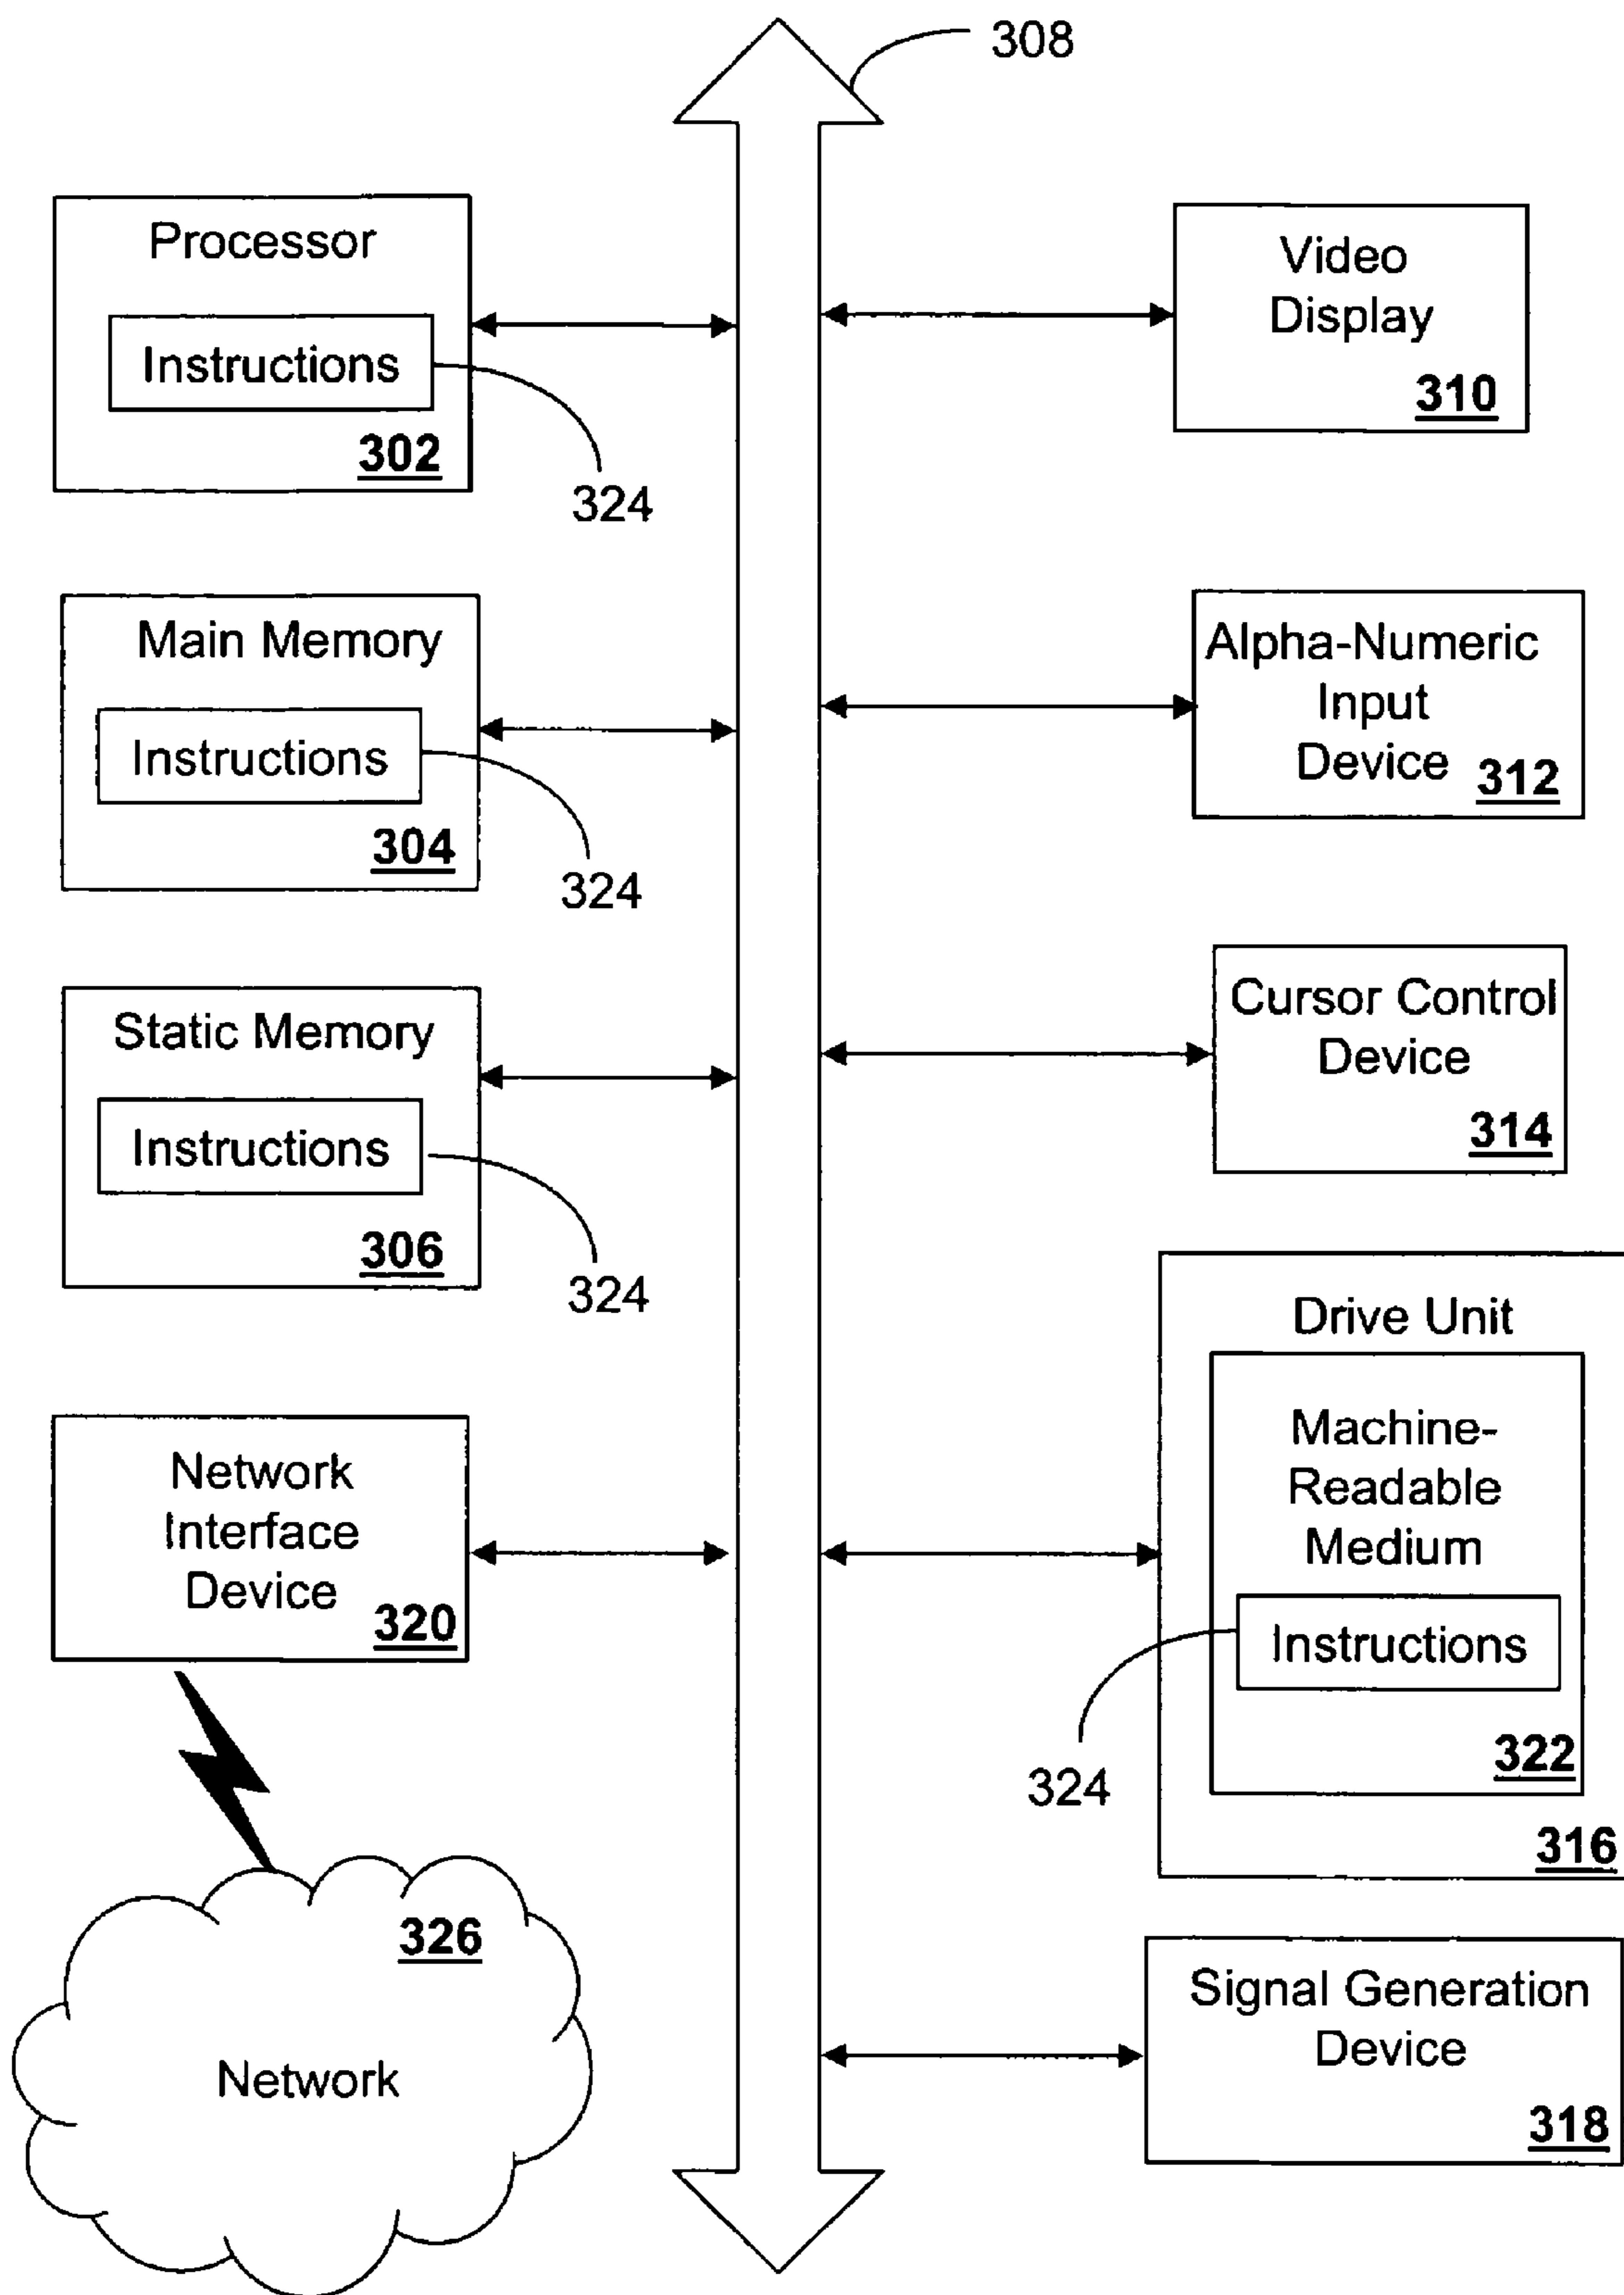 308
Processor
Instructions
302
324
Main Memory
Instructions
304
324
Static Memory
Instructions
306
324
Network
Interface
Device
320
326
Network
Video
Display
310
Alpha-Numeric
Input
Device
312
Cursor Control
Device
314
Drive Unit
Machine-
Readable
Medium
Instructions
324
322
316
Signal Generation
Device
318